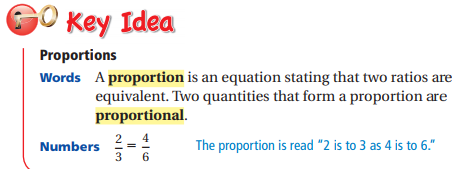 Key Idea
Proportions
Words A proportion is an equation stating that two ratios are
equivalent. Two quantities that form a proportion are
proportional.
Numbers 2/3 = 4/6 The proportion is read "2 is to 3 as 4 is to 6."